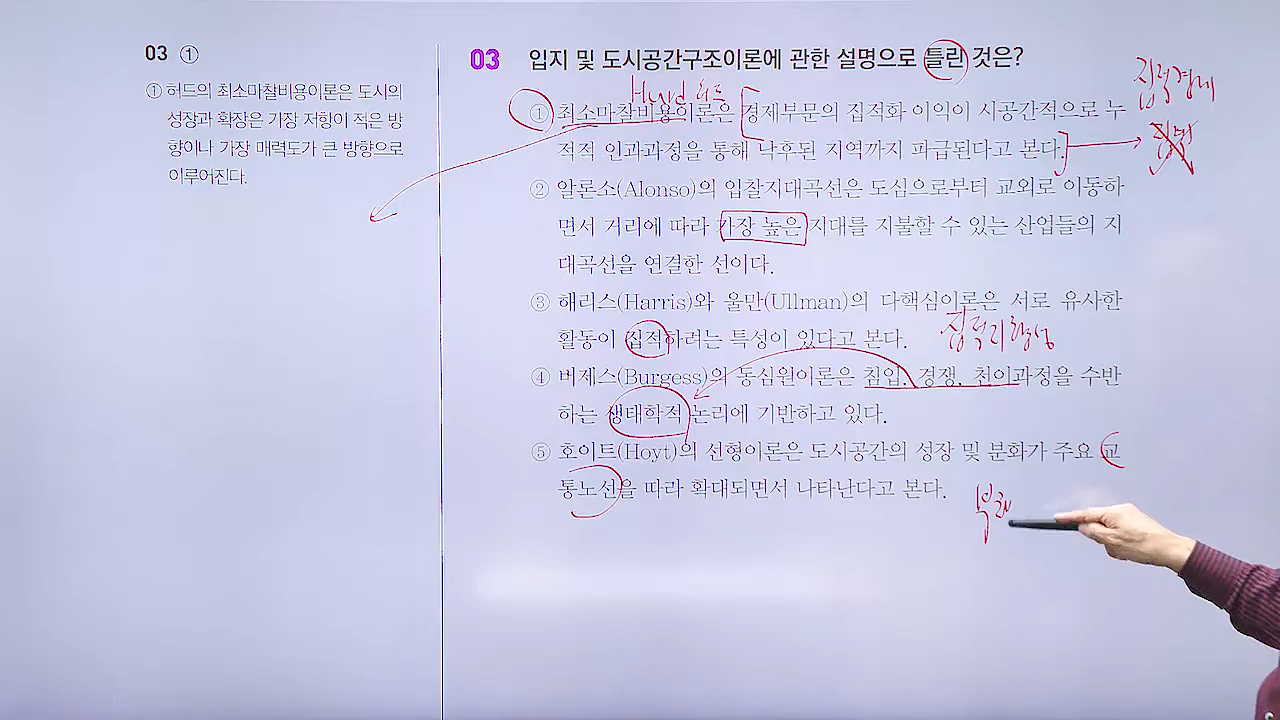 03 ①
① 허드의 최소마찰비용이론은 도시의
성장과 확장은 가장 저항이 적은 방
향이나 가장 매력도가 큰 방향으로
이루어진다.
03 입지 및 도시공간구조이론에 관한 설명으로 틀린 것은?
Hurd 허드
집적경제
① 최소마찰비용이론은 경제부문의 집적화 이익이 시공간적으로 누
적적 인과과정을 통해 낙후된 지역까지 파급된다고 본다.
② 알론소(Alonso)의 입찰지대곡선은 도심으로부터 교외로 이동하
면서 거리에 따라 가장 높은 지대를 지불할 수 있는 산업들의 지
대곡선을 연결한 선이다.
③ 해리스(Harris)와 울만(Ullman)의 다핵심이론은 서로 유사한
활동이 집적하려는 특성이 있다고 본다.
④ 버제스(Burgess)의 동심원이론은 침입, 경쟁, 천이과정을 수반
하는 생태학적 논리에 기반하고 있다.
⑤ 호이트(Hoyt)의 선형이론은 도시공간의 성장 및 분화가 주요 교
통노선을 따라 확대되면서 나타난다고 본다.